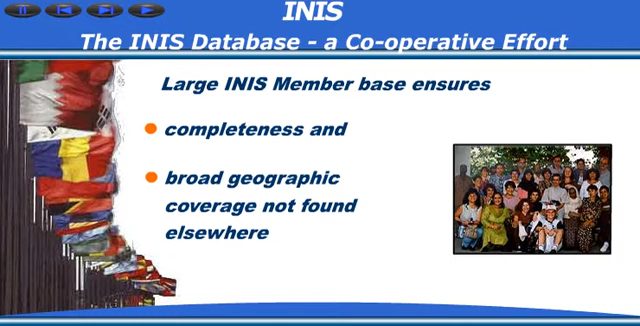 INIS
The INIS Database - a Co-operative Effort
Large INIS Member base ensures
completeness and
broad geographic
coverage not found
elsewhere